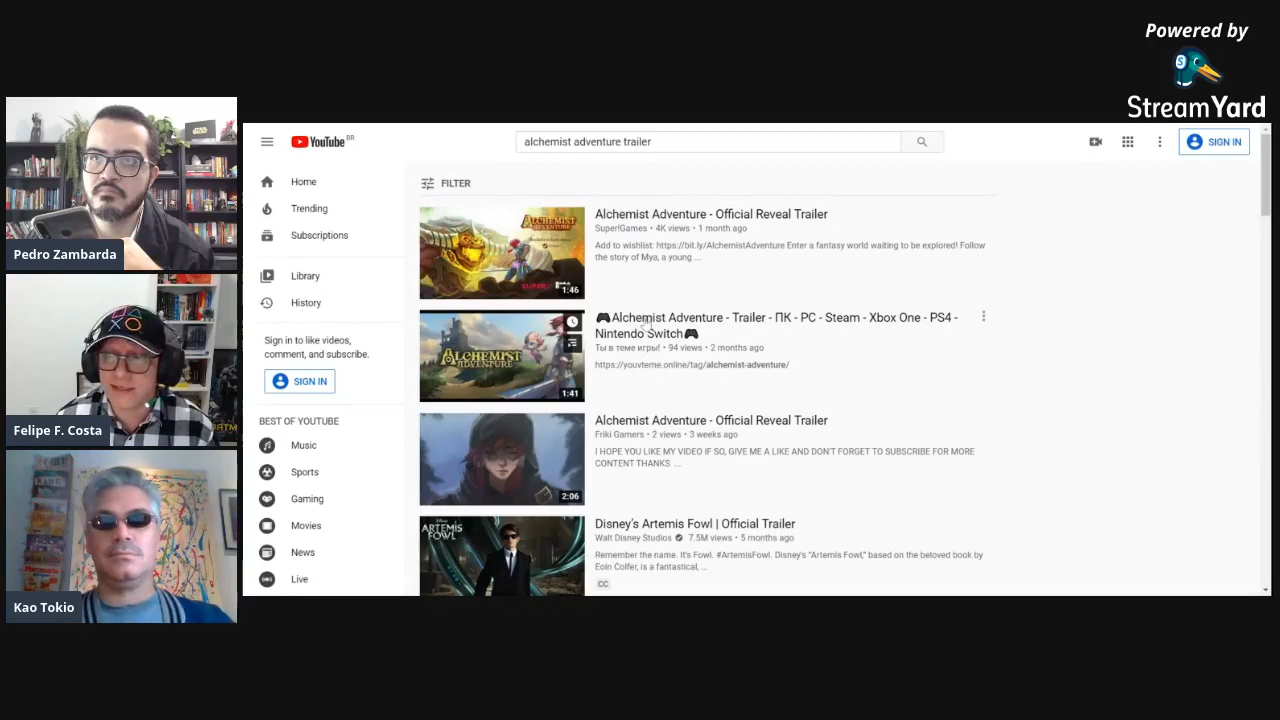 Powered by
StreamYard
Pedro Zambarda
Felipe F. Costa
Kao Tokio
YouTube BR
alchemist adventure trailer
SIGN IN
Home
Trending
Subscriptions
Library
History
Sign in to like videos,
comment, and subscribe.
SIGN IN
BEST OF YOUTUBE
Music
Sports
Gaming
Movies
News
Live
FILTER
ALCHEMIST
ADVENTURE
1:46
Alchemist Adventure - Official Reveal Trailer
Super!Games • 4K views • 1 month ago
Add to wishlist: https://bit.ly/AlchemistAdventure Enter a fantasy world waiting to be explored! Follow
the story of Mya, a young ...
ALCHEMIST
ADVENTURE
1:41
🎮Alchemist Adventure - Trailer - ПК - PC - Steam - Xbox One - PS4 -
Nintendo Switch🎮
Ты в теме игры! • 94 views • 2 months ago
https://youvteme.online/tag/alchemist-adventure/
2:06
Alchemist Adventure - Official Reveal Trailer
Friki Gamers • 2 views • 3 weeks ago
I HOPE YOU LIKE MY VIDEO IF SO, GIVE ME A LIKE AND DON'T FORGET TO SUBSCRIBE FOR MORE
CONTENT THANKS ...
ARTEMIS
FOWL
Disney's Artemis Fowl | Official Trailer
Walt Disney Studios • 7.5M views • 5 months ago
Remember the name. It's Fowl. #ArtemisFowl. Disney's "Artemis Fowl," based on the beloved book by
Eoin Colfer, is a fantastical, ...
CC